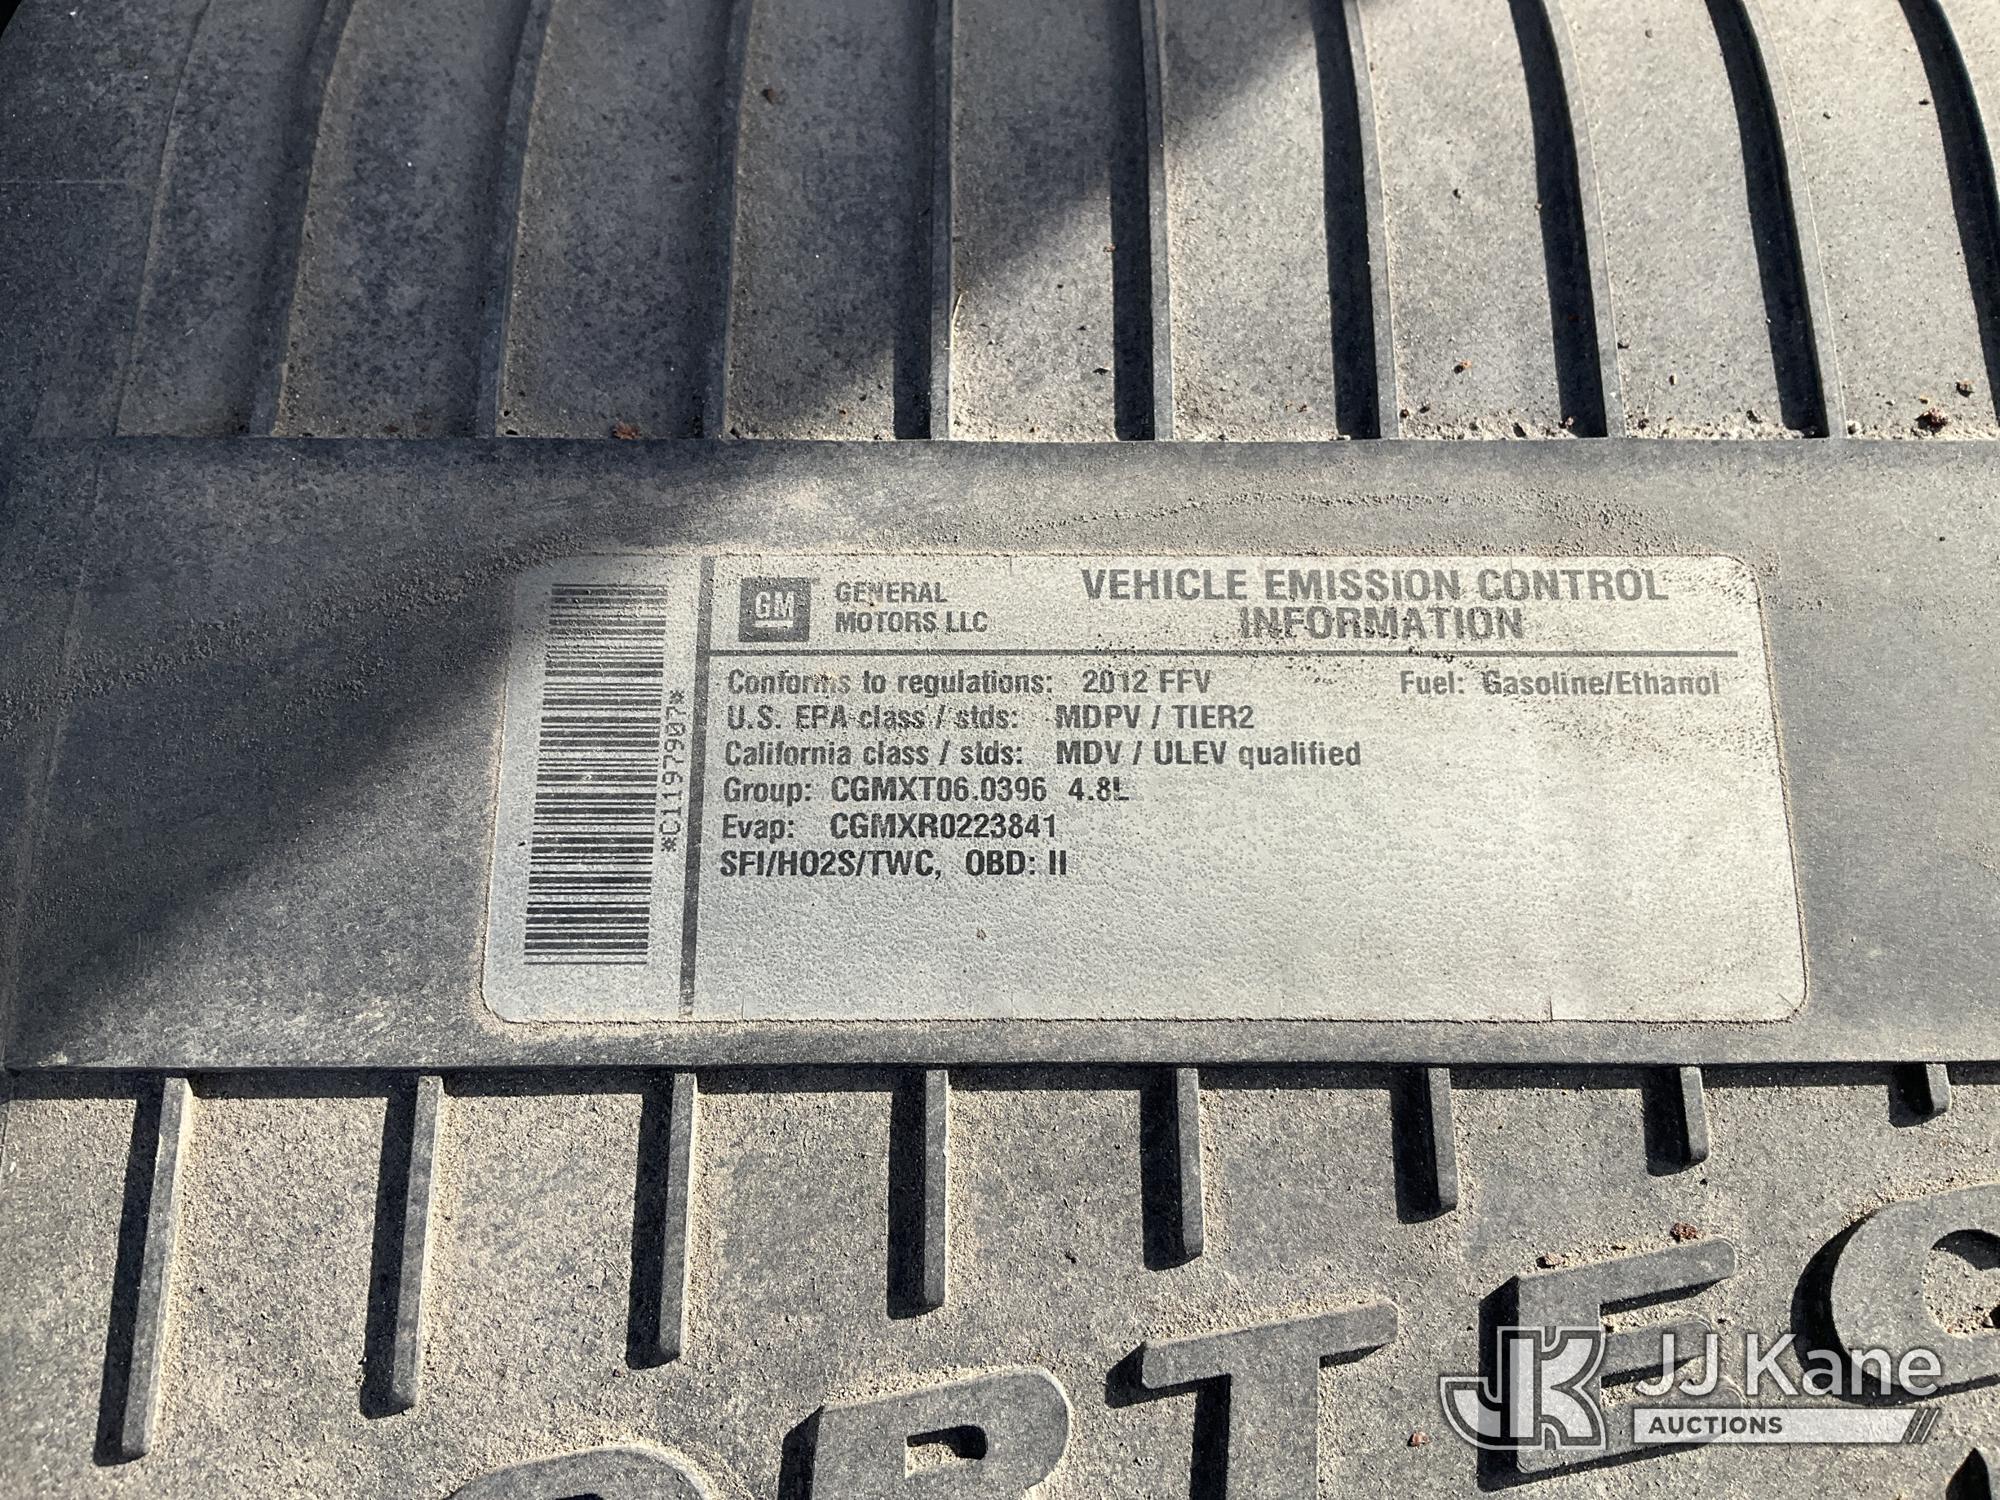 GM
GENERAL
MOTORS LLC
VEHICLE EMISSION CONTROL
INFORMATION
Conforms to regulations: 2012 FFV Fuel: Gasoline/Ethanol
U.S. EPA class / stds: MDPV / TIER2
California class / stds: MDV / ULEV qualified
Group: CGMXT06.0396 4.8L
Evap: CGMXR0223841
SFI/HO2S/TWC, OBD: II
*C1197907*
ORTEC
JK JJ Kane
AUCTIONS